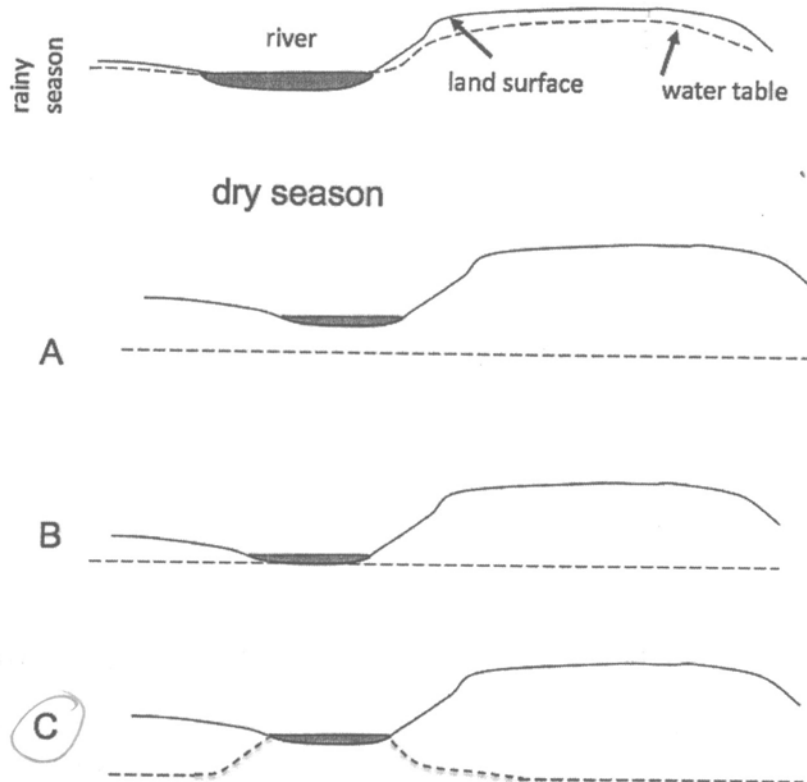 river
rainy
season
land surface
water table
dry season
A
B
C